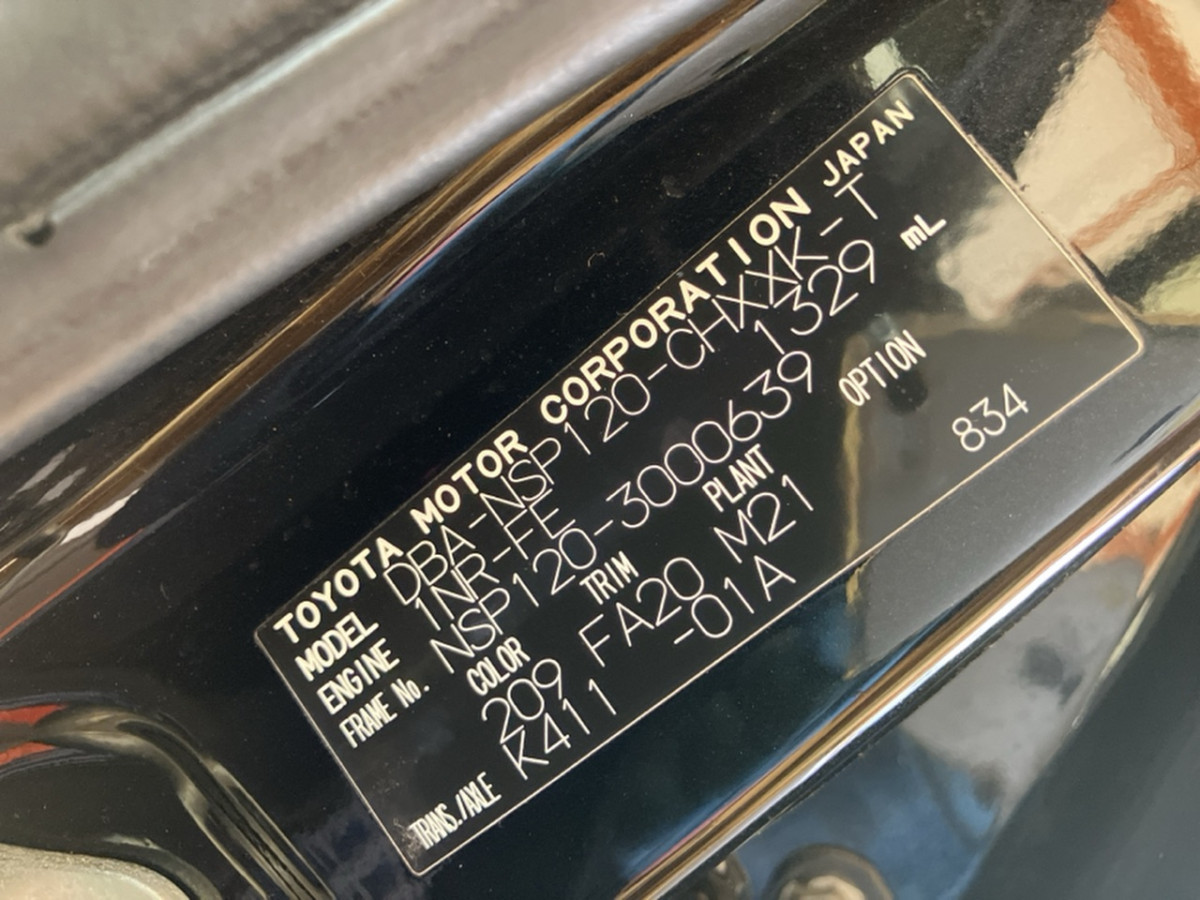 TOYOTA MOTOR CORPORATION JAPAN
MODEL DBA-NSP120-CHXXK-T
ENGINE 1NR-FE 1329 mL
FRAME No. NSP120-3000639
COLOR TRIM PLANT OPTION
209 FA20 M21 834
TRANS./AXLE K411 -01A